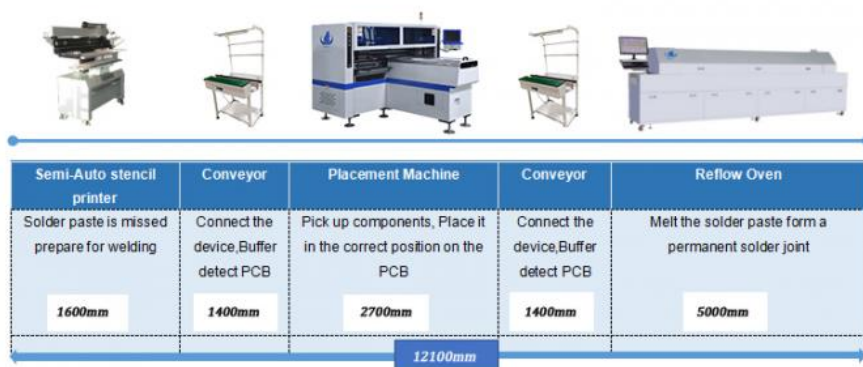 Semi-Auto stencil
printer
Conveyor
Placement Machine
Conveyor
Reflow Oven
Solder paste is missed
prepare for welding
Connect the
device,Buffer
detect PCB
Pick up components, Place it
in the correct position on the
PCB
Connect the
device,Buffer
detect PCB
Melt the solder paste form a
permanent solder joint
1600mm
1400mm
2700mm
1400mm
5000mm
12100mm